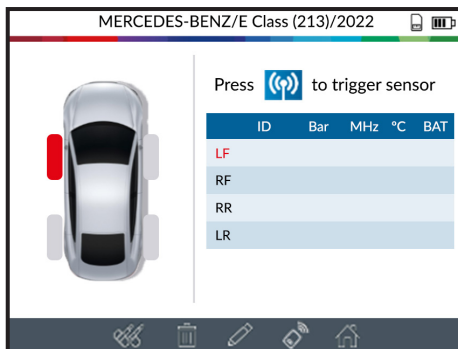 MERCEDES-BENZ/E Class (213)/2022
Press to trigger sensor
ID Bar MHz °C BAT
LF
RF
RR
LR